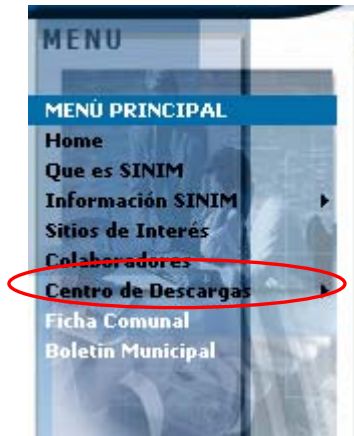 MENU
MENÚ PRINCIPAL
Home
Que es SINIM
Información SINIM
Sitios de Interés
Colaboradores
Centro de Descargas
Ficha Comunal
Boletín Municipal